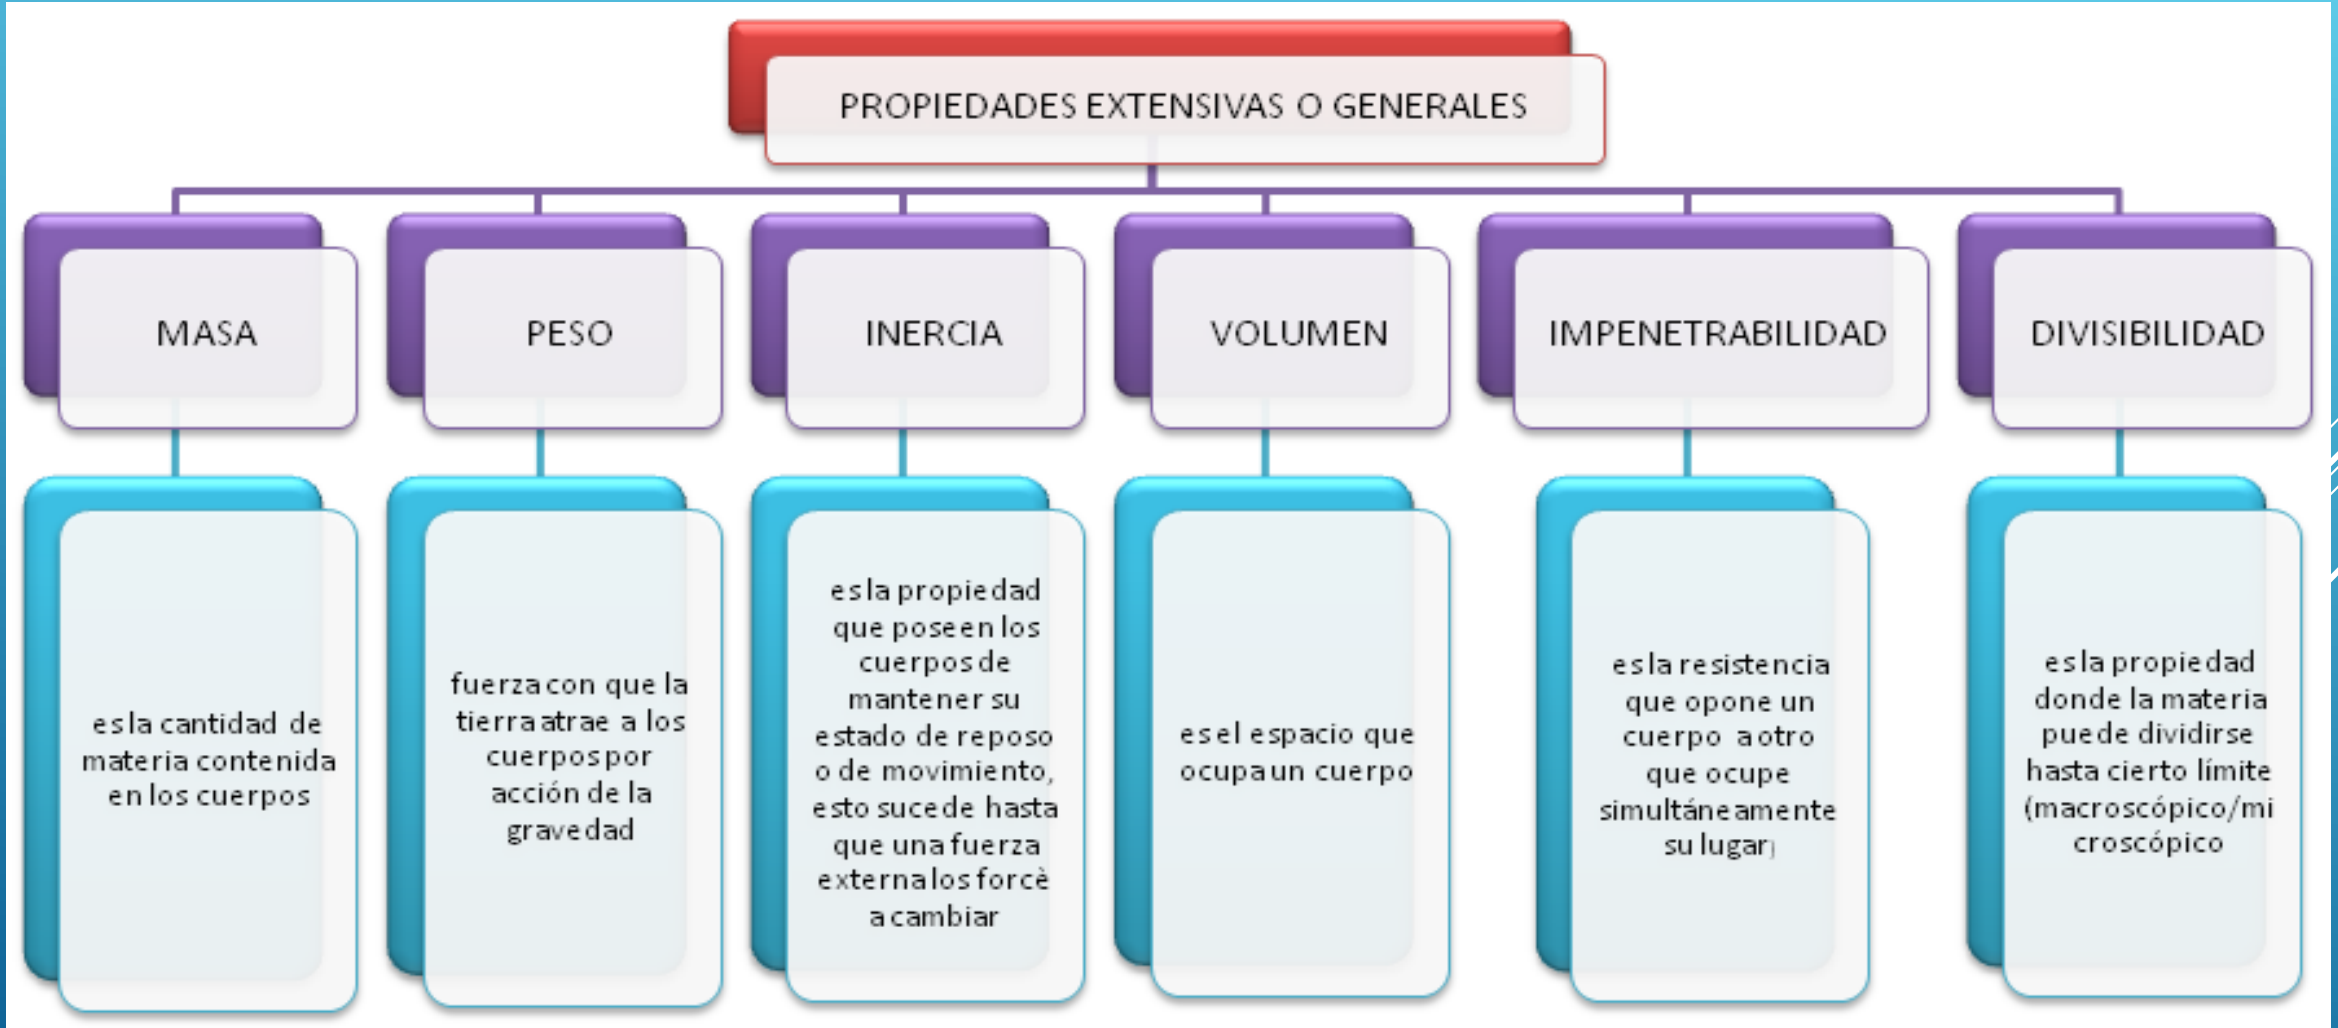 PROPIEDADES EXTENSIVAS O GENERALES
MASA
es la cantidad de
materia contenida
en los cuerpos
PESO
fuerza con que la
tierra atrae a los
cuerpos por
acción de la
gravedad
INERCIA
es la propiedad
que poseen los
cuerpos de
mantener su
estado de reposo
o de movimiento,
esto sucede hasta
que una fuerza
externa los forcè
a cambiar
VOLUMEN
es el espacio que
ocupa un cuerpo
IMPENETRABILIDAD
es la resistencia
que opone un
cuerpo a otro
que ocupe
simultáneamente
su lugar)
DIVISIBILIDAD
es la propiedad
donde la materia
puede dividirse
hasta cierto límite
(macroscópico/mi
croscópico